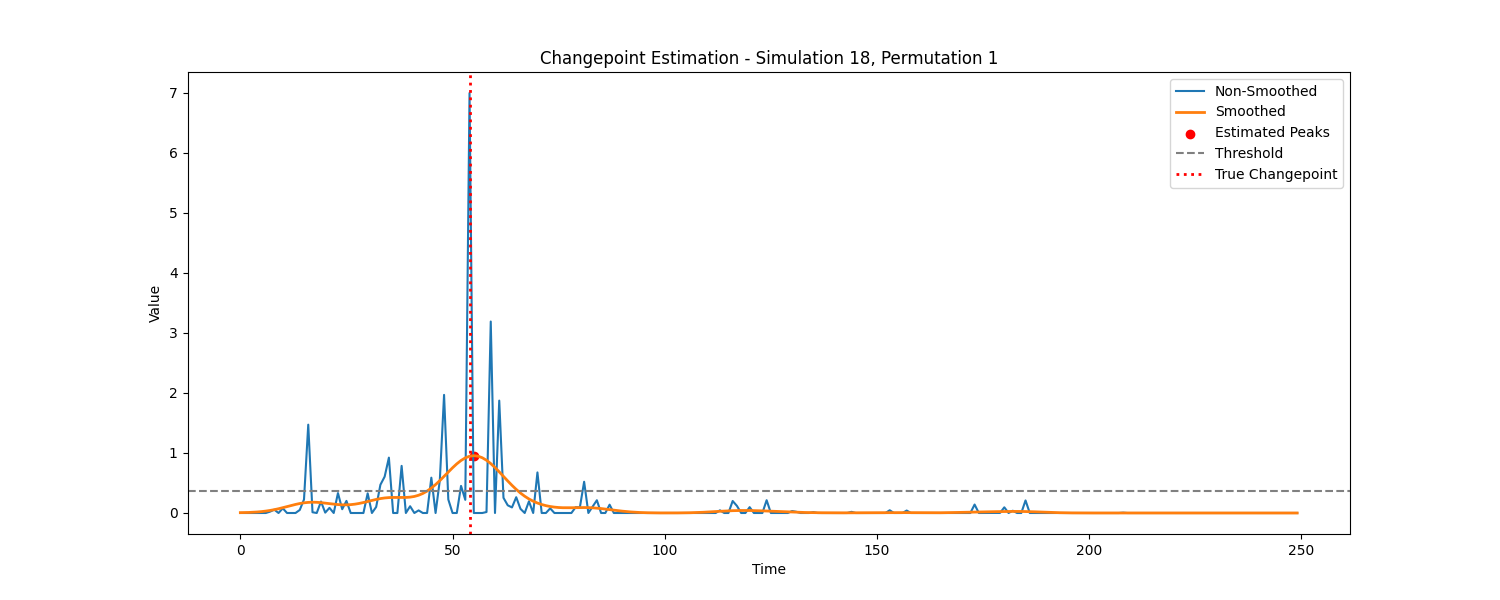 Changepoint Estimation - Simulation 18, Permutation 1
Non-Smoothed
Smoothed
Estimated Peaks
Threshold
True Changepoint
Value
7
6
5
4
3
2
1
0
0
50
100
150
200
250
Time